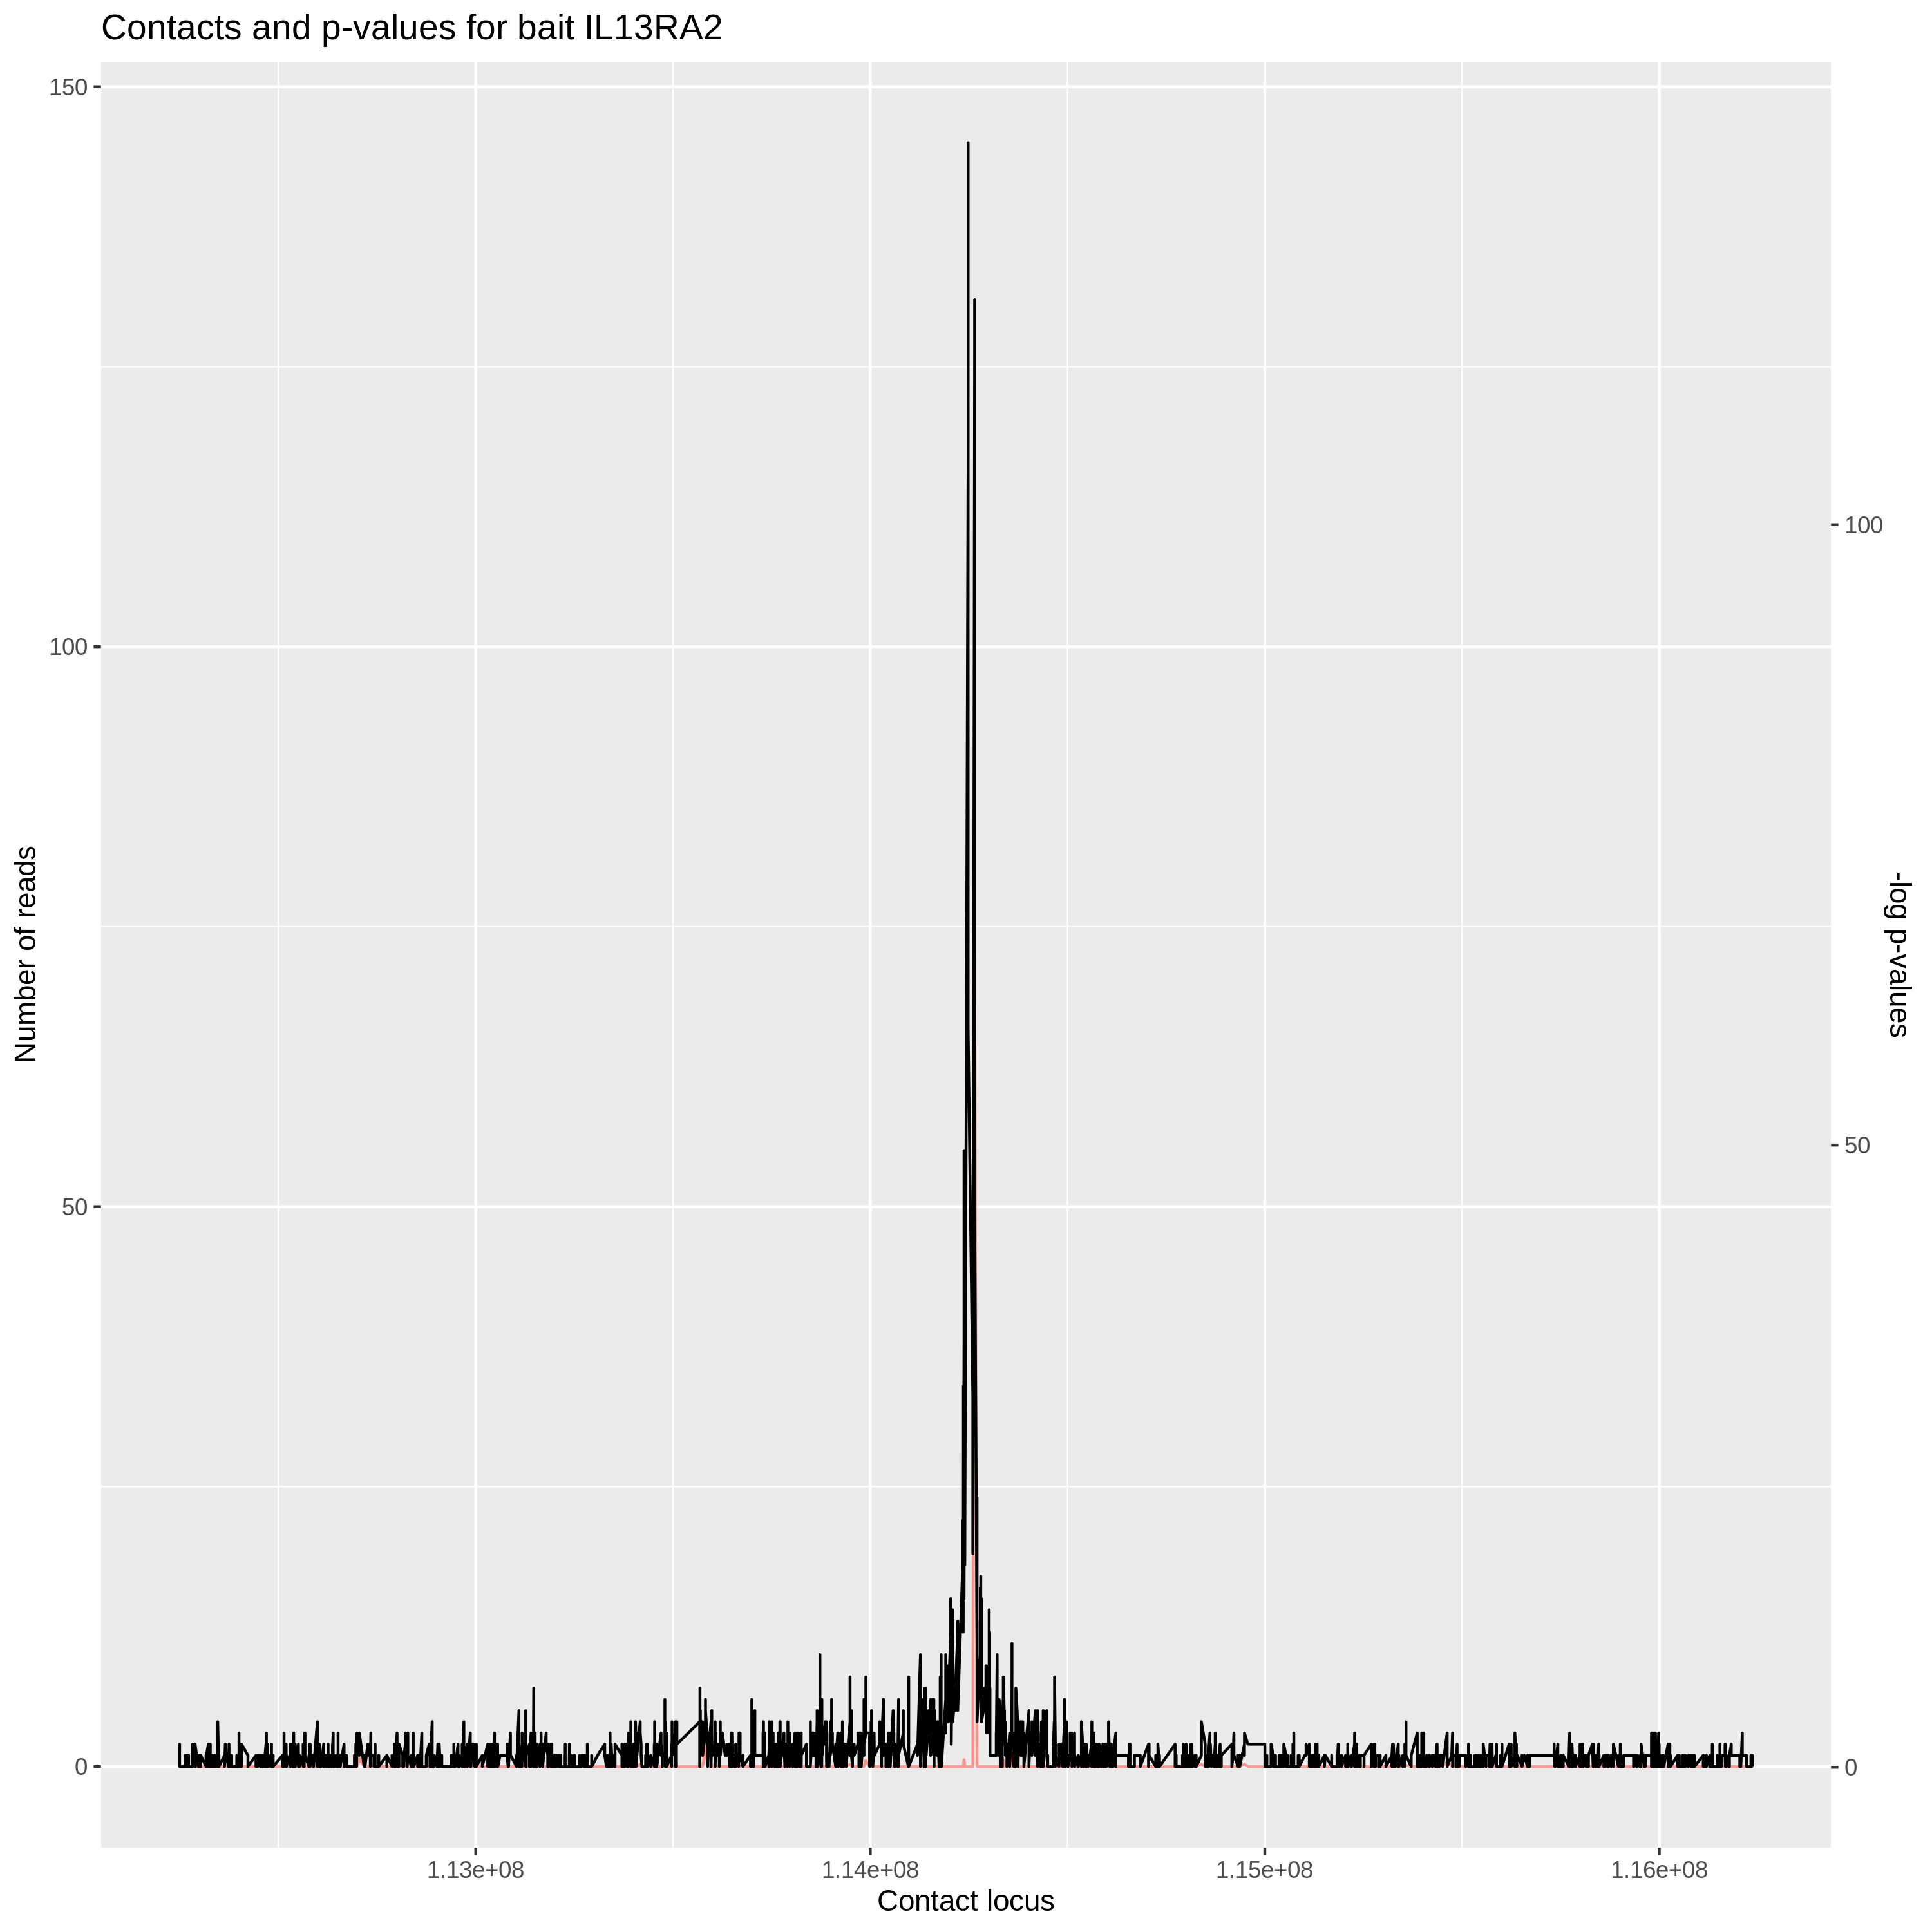 Contacts and p-values for bait IL13RA2
150
100
50
0
Number of reads
100
50
0
-log p-values
1.13e+08
1.14e+08
1.15e+08
1.16e+08
Contact locus